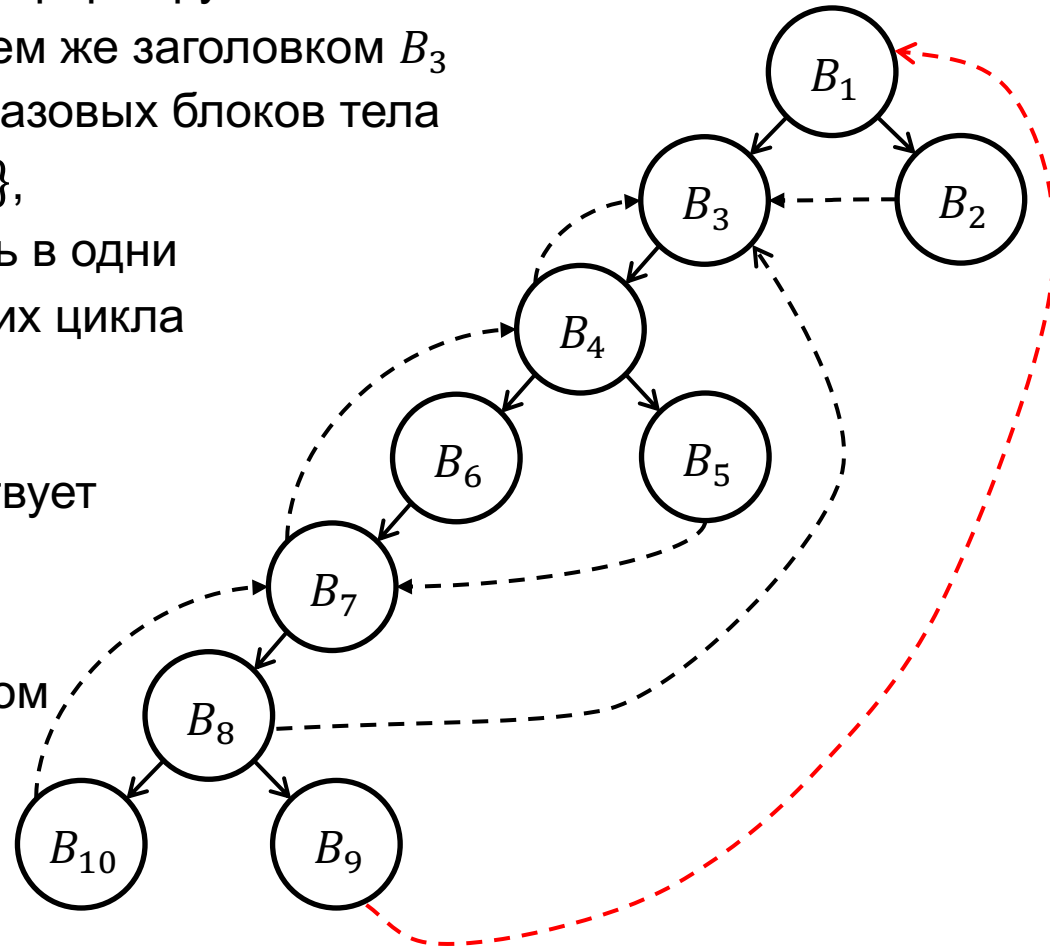 ем же заголовком B₃
азовых блоков тела
},
ь в одни
их цикла
вует
ом
B₁
B₃
B₂
B₄
B₆
B₅
B₇
B₈
B₁₀
B₉